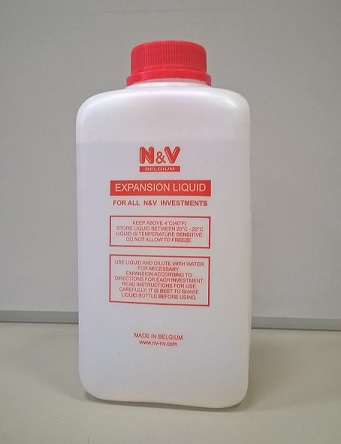 N&V
BELGIUM
EXPANSION LIQUID
FOR ALL N&V INVESTMENTS
KEEP ABOVE 4°C(40°F)
STORE LIQUID BETWEEN 20°C - 22°C
LIQUID IS TEMPERATURE SENSITIVE
DO NOT ALLOW TO FREEZE.
USE LIQUID AND DILUTE WITH WATER
FOR NECESSARY
EXPANSION ACCORDING TO
DIRECTIONS FOR EACH INVESTMENT
READ INSTRUCTIONS FOR USE
CAREFULLY. IT IS BEST TO SHARE
LIQUID BOTTLE BEFORE USING.
MADE IN BELGIUM
www.nv-nv.com